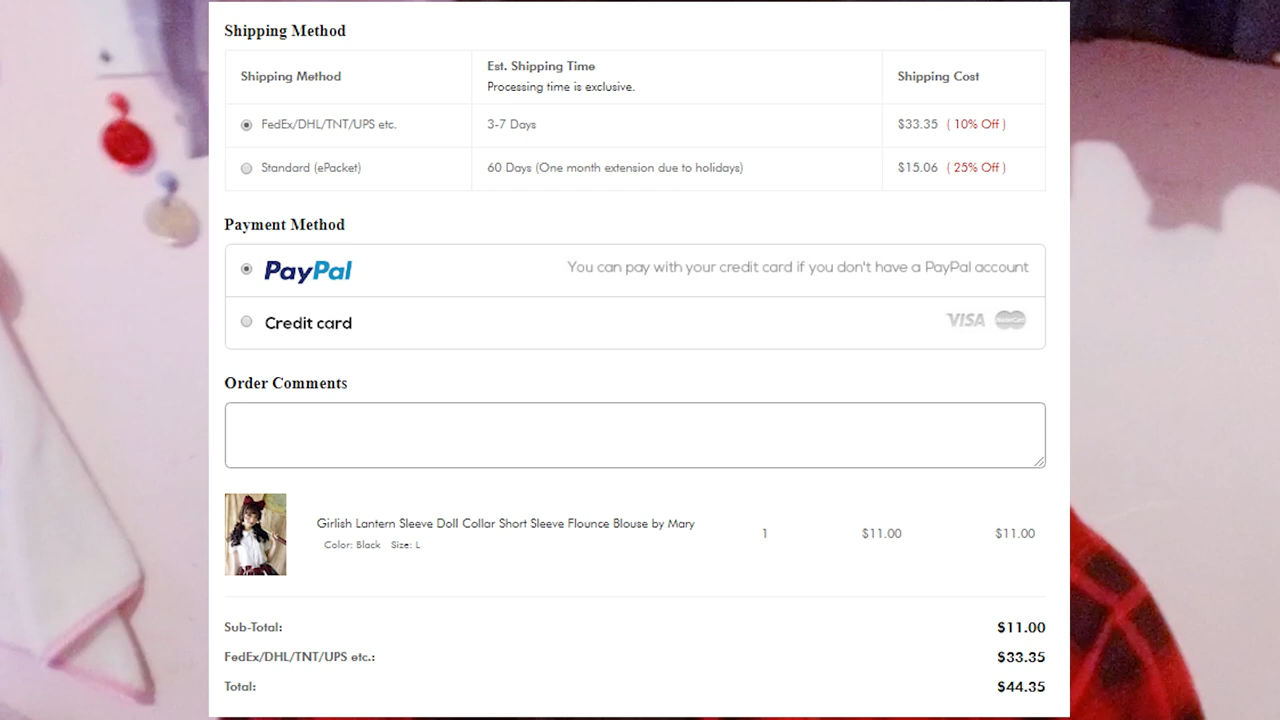 Shipping Method
Shipping Method
Est. Shipping Time
Processing time is exclusive.
Shipping Cost
FedEx/DHL/TNT/UPS etc.
3-7 Days
$33.35 ( 10% Off )
Standard (ePacket)
60 Days (One month extension due to holidays)
$15.06 ( 25% Off )
Payment Method
PayPal
You can pay with your credit card if you don't have a PayPal account
Credit card
VISA MasterCard
Order Comments
Girlish Lantern Sleeve Doll Collar Short Sleeve Flounce Blouse by Mary
Color: Black Size: L
1
$11.00
$11.00
Sub-Total: $11.00
FedEx/DHL/TNT/UPS etc.: $33.35
Total: $44.35